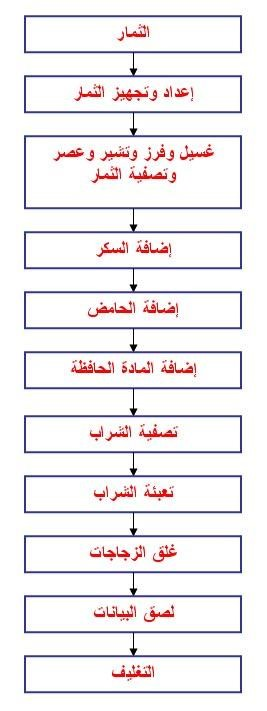 الثمار
إعداد وتجهيز الثمار
غسيل وفرز وتقشير وعصر
وتصفية الثمار
إضافة السكر
إضافة الحامض
إضافة المادة الحافظة
تصفية الشراب
تعبئة الشراب
غلق الزجاجات
لصق البيانات
التغليف